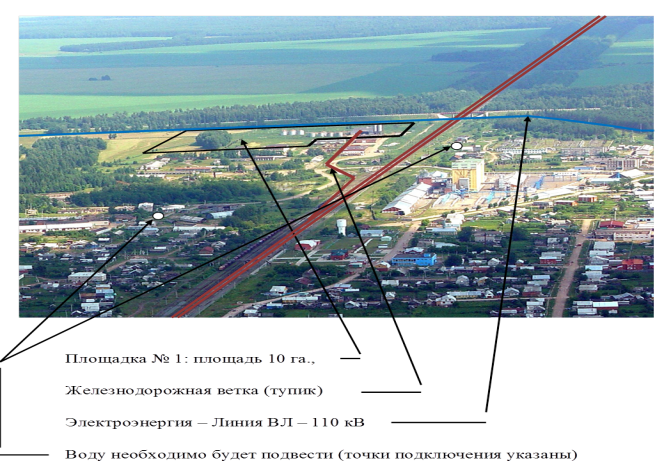 Площадка № 1: площадь 10 га.,
Железнодорожная ветка (тупик)
Электроэнергия – Линия ВЛ – 110 кВ
Воду необходимо будет подвести (точки подключения указаны)